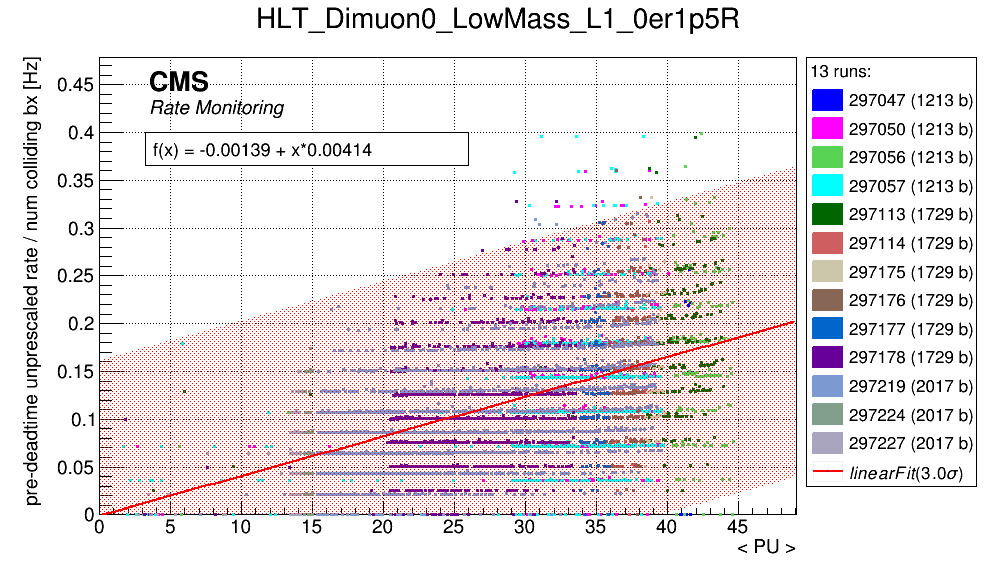 HLT_Dimuon0_LowMass_L1_0er1p5R
pre-deadtime unprescaled rate / num colliding bx [Hz]
CMS
Rate Monitoring
f(x) = -0.00139 + x*0.00414
0.45
0.4
0.35
0.3
0.25
0.2
0.15
0.1
0.05
0
0 5 10 15 20 25 30 35 40 45
< PU >
13 runs:
297047 (1213 b)
297050 (1213 b)
297056 (1213 b)
297057 (1213 b)
297113 (1729 b)
297114 (1729 b)
297175 (1729 b)
297176 (1729 b)
297177 (1729 b)
297178 (1729 b)
297219 (2017 b)
297224 (2017 b)
297227 (2017 b)
linearFit(3.0σ)